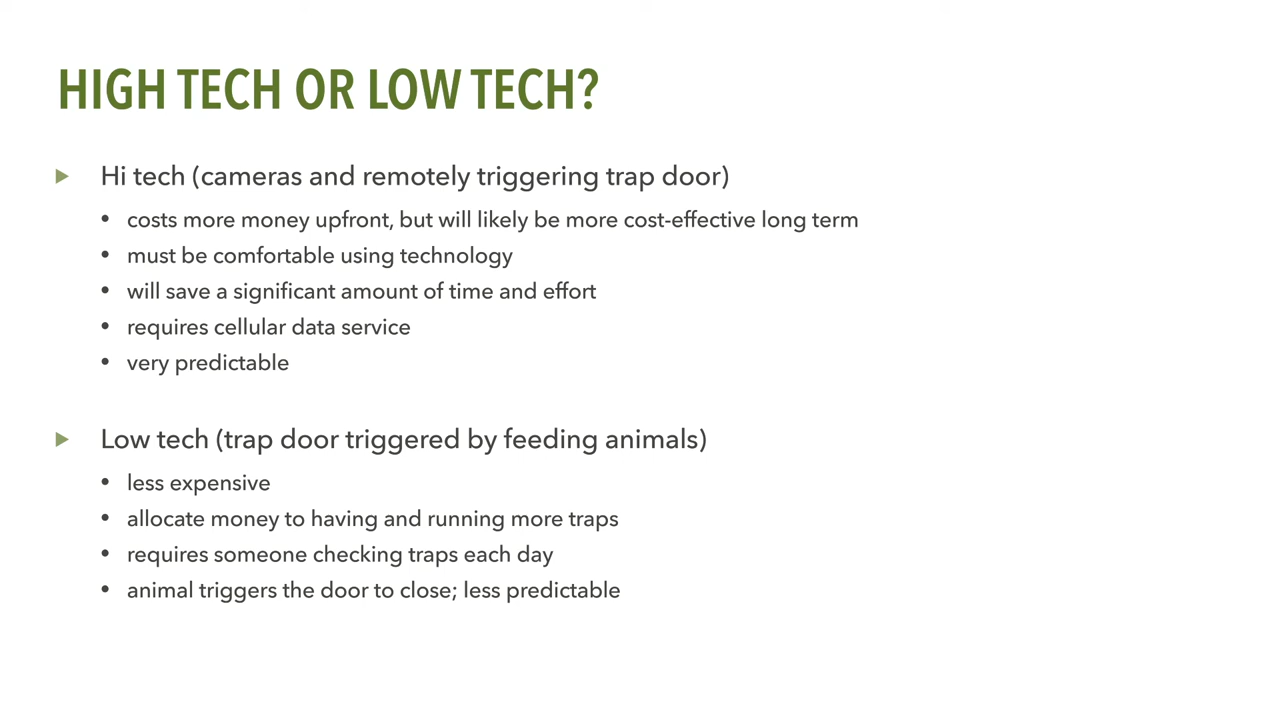 HIGH TECH OR LOW TECH?
Hi tech (cameras and remotely triggering trap door)
costs more money upfront, but will likely be more cost-effective long term
must be comfortable using technology
will save a significant amount of time and effort
requires cellular data service
very predictable
Low tech (trap door triggered by feeding animals)
less expensive
allocate money to having and running more traps
requires someone checking traps each day
animal triggers the door to close; less predictable